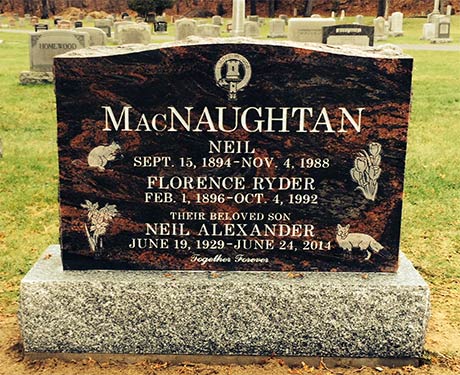 HOMEWOOD
MacNAUGHTAN
NEIL
SEPT. 15, 1894–NOV. 4, 1988
FLORENCE RYDER
FEB. 1, 1896–OCT. 4, 1992
THEIR BELOVED SON
NEIL ALEXANDER
JUNE 19, 1929–JUNE 24, 2014
Together Forever